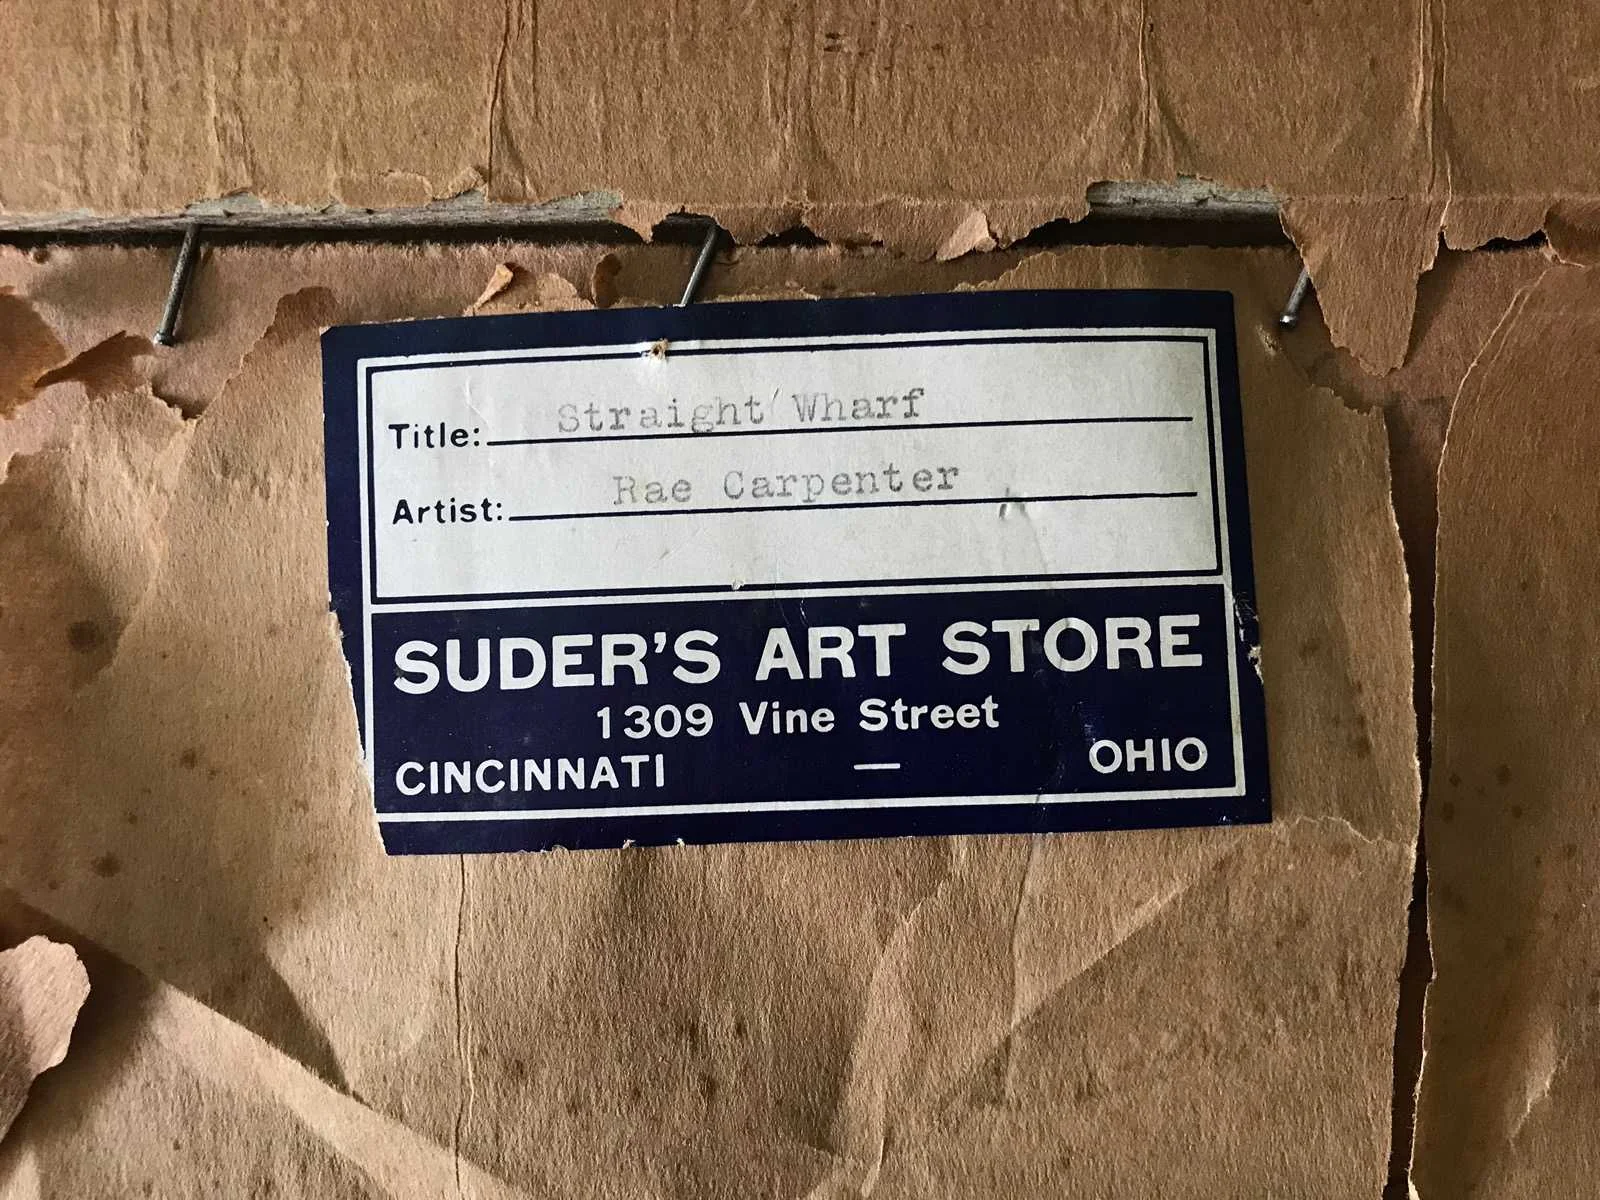 Title: Straight Wharf
Artist: Rae Carpenter
SUDER'S ART STORE
1309 Vine Street
CINCINNATI — OHIO